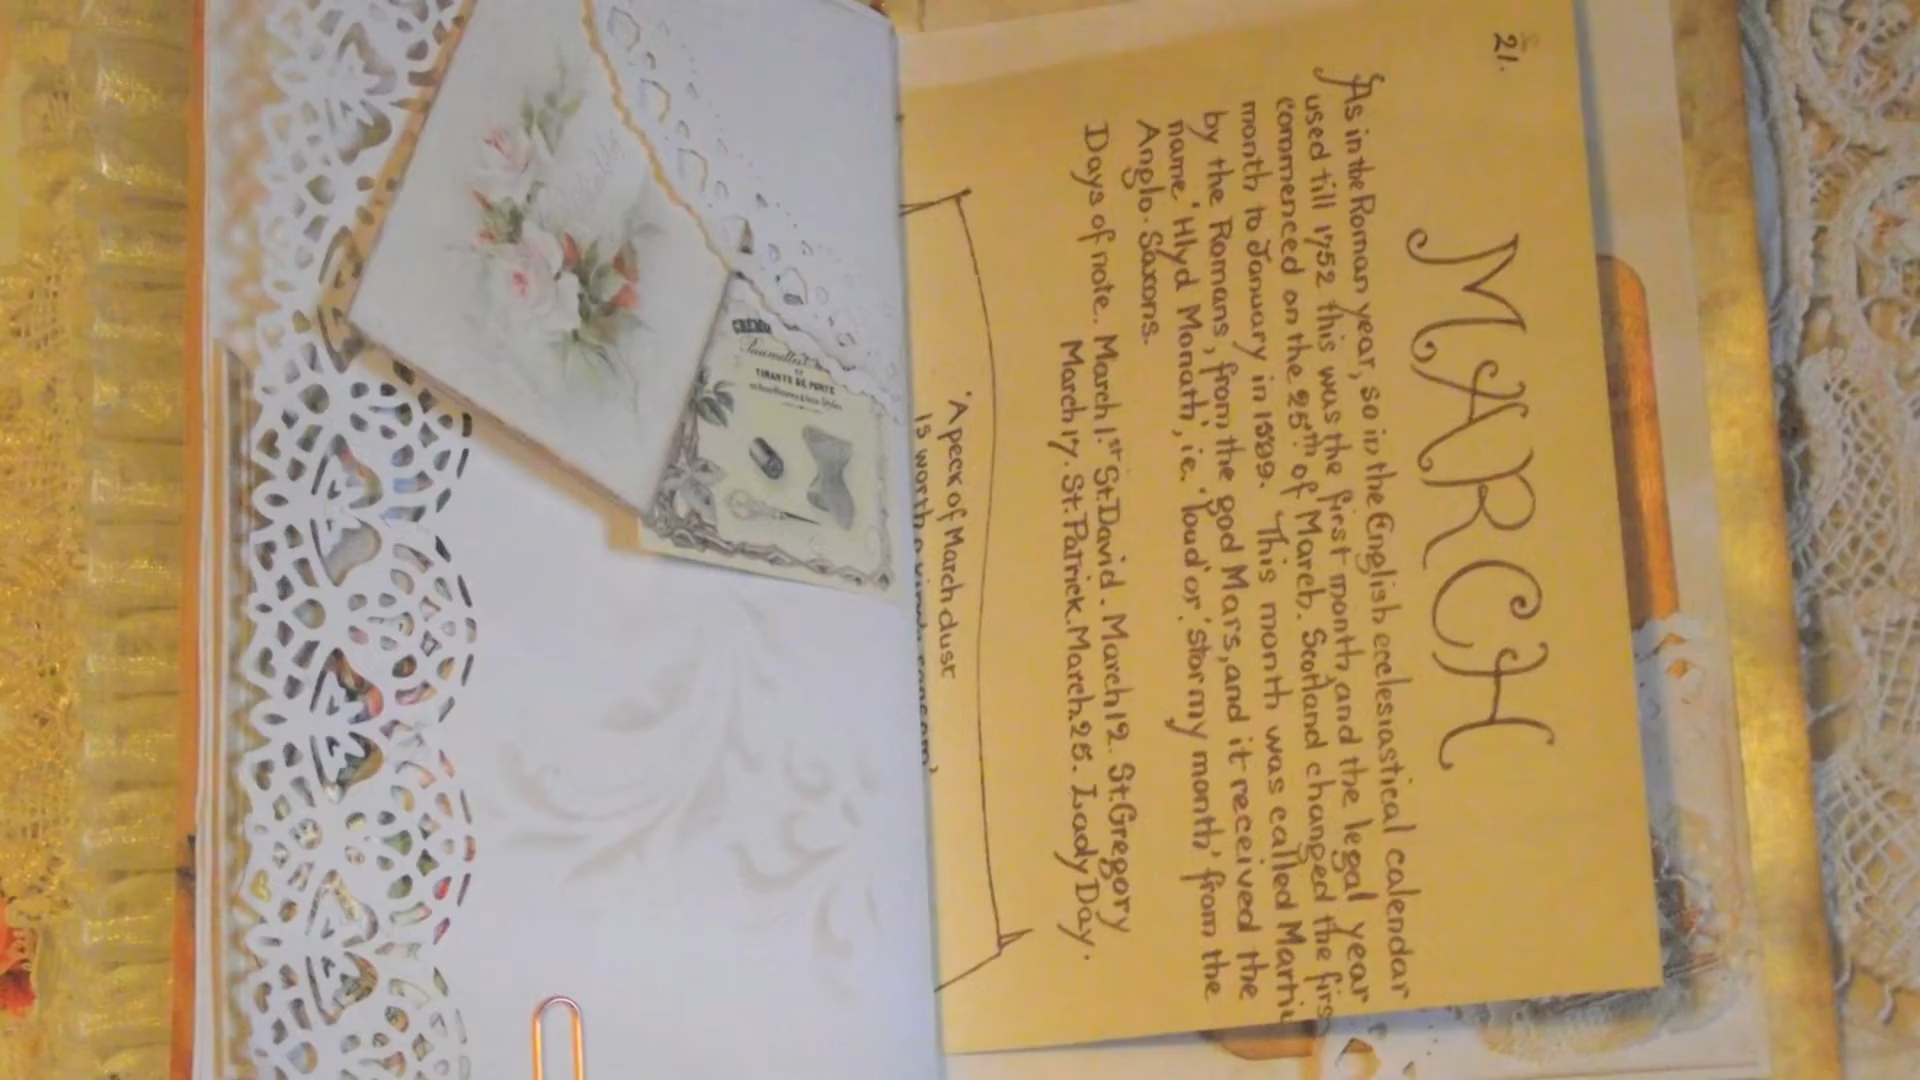 21.
MARCH
As in the Roman year, so in the English ecclesiastical calendar
used till 1752 this was the first month, and the legal year
commenced on the 25th of March. Scotland changed the firs
month to January in 1599. This month was called Marti
by the Romans, from the god Mars, and it received the
name 'Hlyd Monath', i.e. 'loud' or 'stormy month' from the
Anglo-Saxons.
Days of note. March 1st St. David. March 12. St. Gregory
March 17. St. Patrick. March 25. Lady Day.
'A peck of March dust
is worth a
TIRANTS DE PORTE